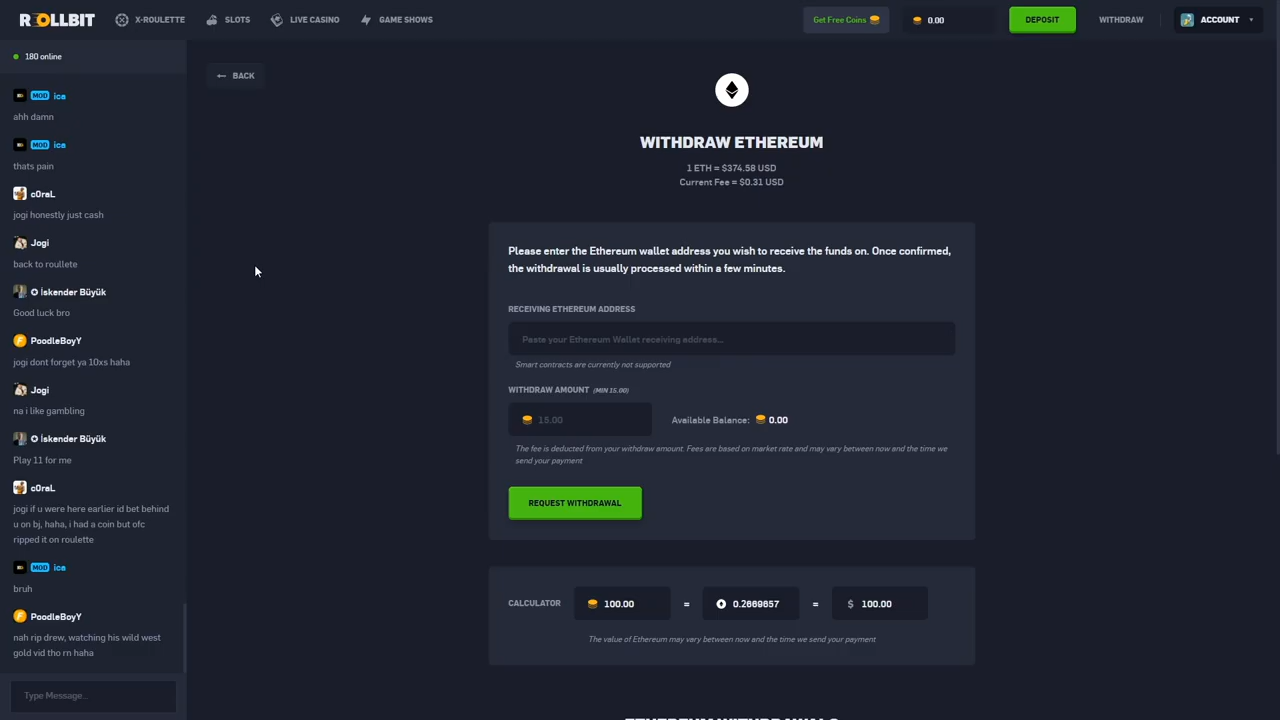 ROLLBIT X-ROULETTE SLOTS LIVE CASINO GAME SHOWS Get Free Coins 0.00 DEPOSIT WITHDRAW ACCOUNT
180 online
MOD ica
ahh damn
MOD ica
thats pain
c0raL
jogi honestly just cash
Jogi
back to roullete
İskender Büyük
Good luck bro
PoodleBoyY
jogi dont forget ya 10xs haha
Jogi
na i like gambling
İskender Büyük
Play 11 for me
c0raL
jogi if u were here earlier id bet behind
u on bj, haha, i had a coin but ofc
ripped it on roulette
MOD ica
bruh
PoodleBoyY
nah rip drew, watching his wild west
gold vid tho rn haha
Type Message...
← BACK
WITHDRAW ETHEREUM
1 ETH = $374.58 USD
Current Fee = $0.31 USD
Please enter the Ethereum wallet address you wish to receive the funds on. Once confirmed,
the withdrawal is usually processed within a few minutes.
RECEIVING ETHEREUM ADDRESS
Paste your Ethereum Wallet receiving address...
Smart contracts are currently not supported
WITHDRAW AMOUNT (MIN 15.00)
15.00 Available Balance: 0.00
The fee is deducted from your withdraw amount. Fees are based on market rate and may vary between now and the time we
send your payment
REQUEST WITHDRAWAL
CALCULATOR 100.00 = 0.2669657 = $ 100.00
The value of Ethereum may vary between now and the time we send your payment
ETHEREUM WITHDRAWALS